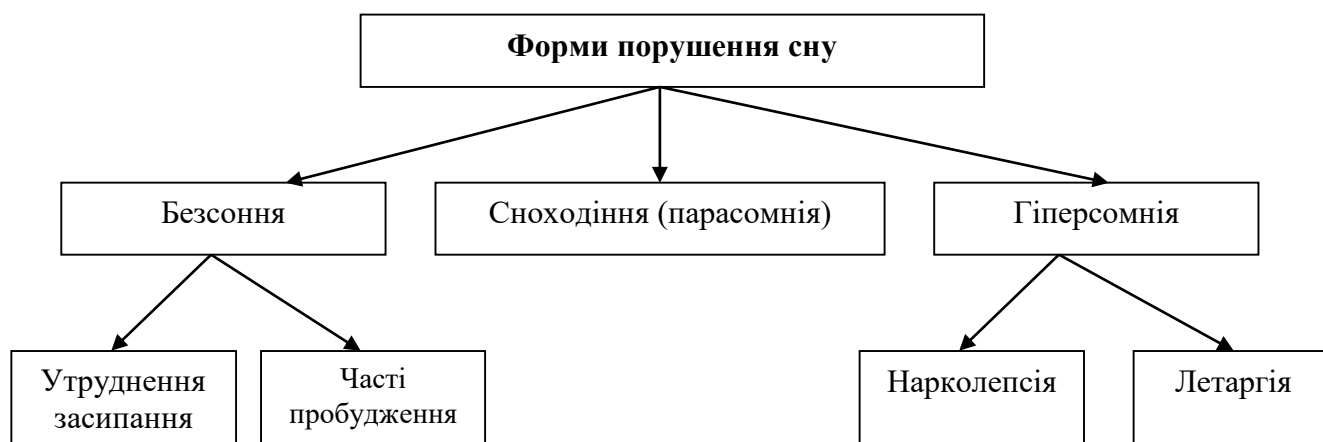 Форми порушення сну
Безсоння
Сноходіння (парасомнія)
Гіперсомнія
Утруднення
засипання
Часті
пробудження
Нарколепсія
Летаргія